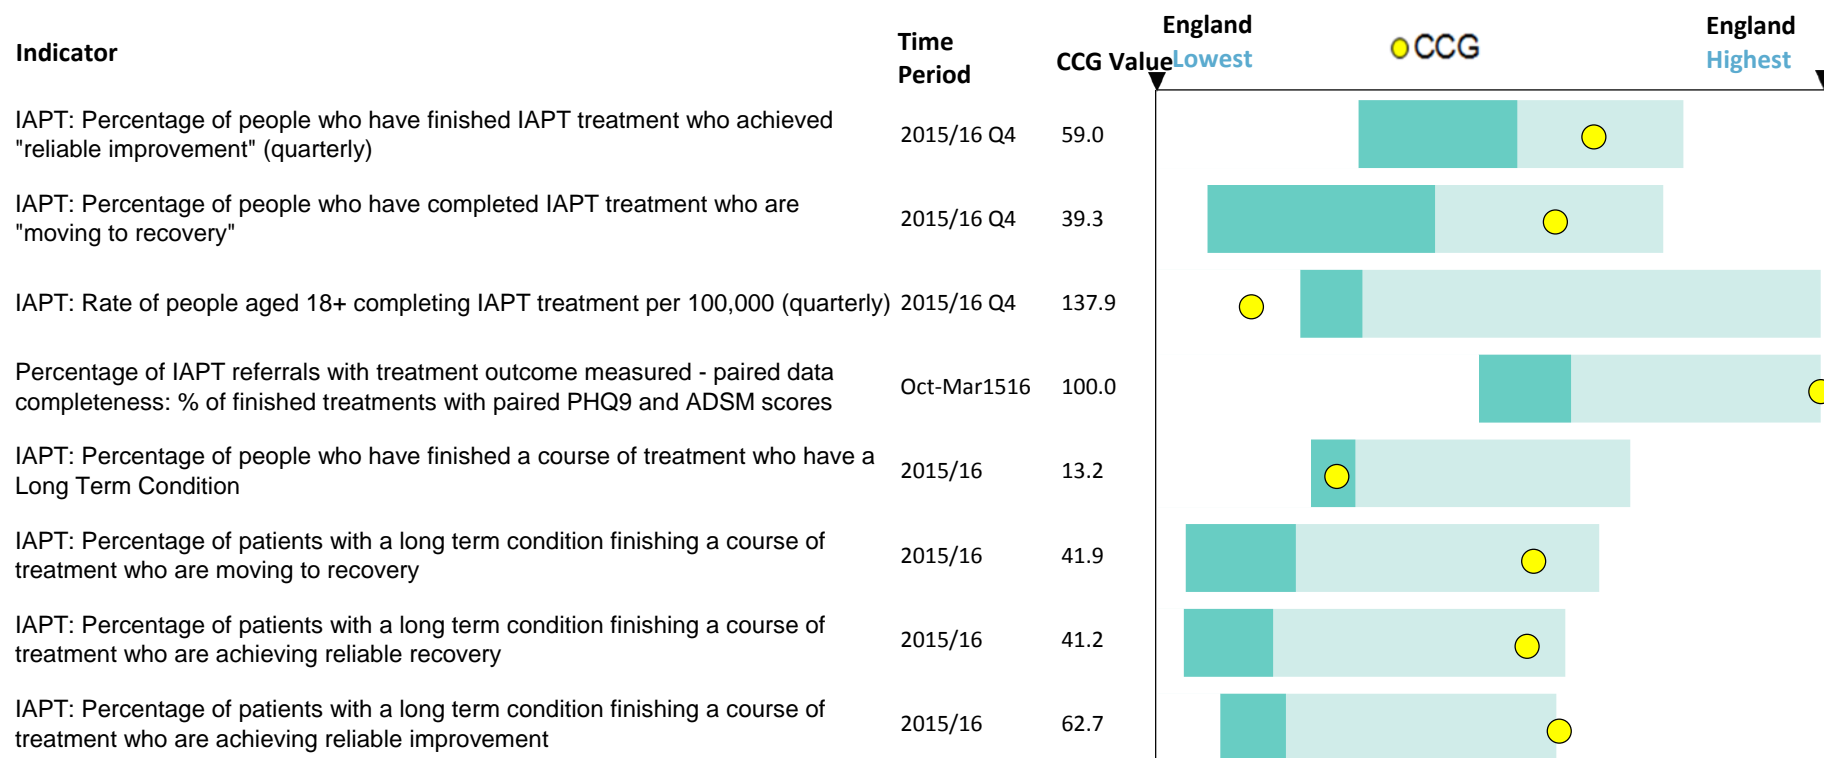 Indicator
Time
Period
CCG Value
England
Lowest
CCG
England
Highest
IAPT: Percentage of people who have finished IAPT treatment who achieved
"reliable improvement" (quarterly)
2015/16 Q4
59.0
IAPT: Percentage of people who have completed IAPT treatment who are
"moving to recovery"
2015/16 Q4
39.3
IAPT: Rate of people aged 18+ completing IAPT treatment per 100,000 (quarterly)
2015/16 Q4
137.9
Percentage of IAPT referrals with treatment outcome measured - paired data
completeness: % of finished treatments with paired PHQ9 and ADSM scores
Oct-Mar1516
100.0
IAPT: Percentage of people who have finished a course of treatment who have a
Long Term Condition
2015/16
13.2
IAPT: Percentage of patients with a long term condition finishing a course of
treatment who are moving to recovery
2015/16
41.9
IAPT: Percentage of patients with a long term condition finishing a course of
treatment who are achieving reliable recovery
2015/16
41.2
IAPT: Percentage of patients with a long term condition finishing a course of
treatment who are achieving reliable improvement
2015/16
62.7